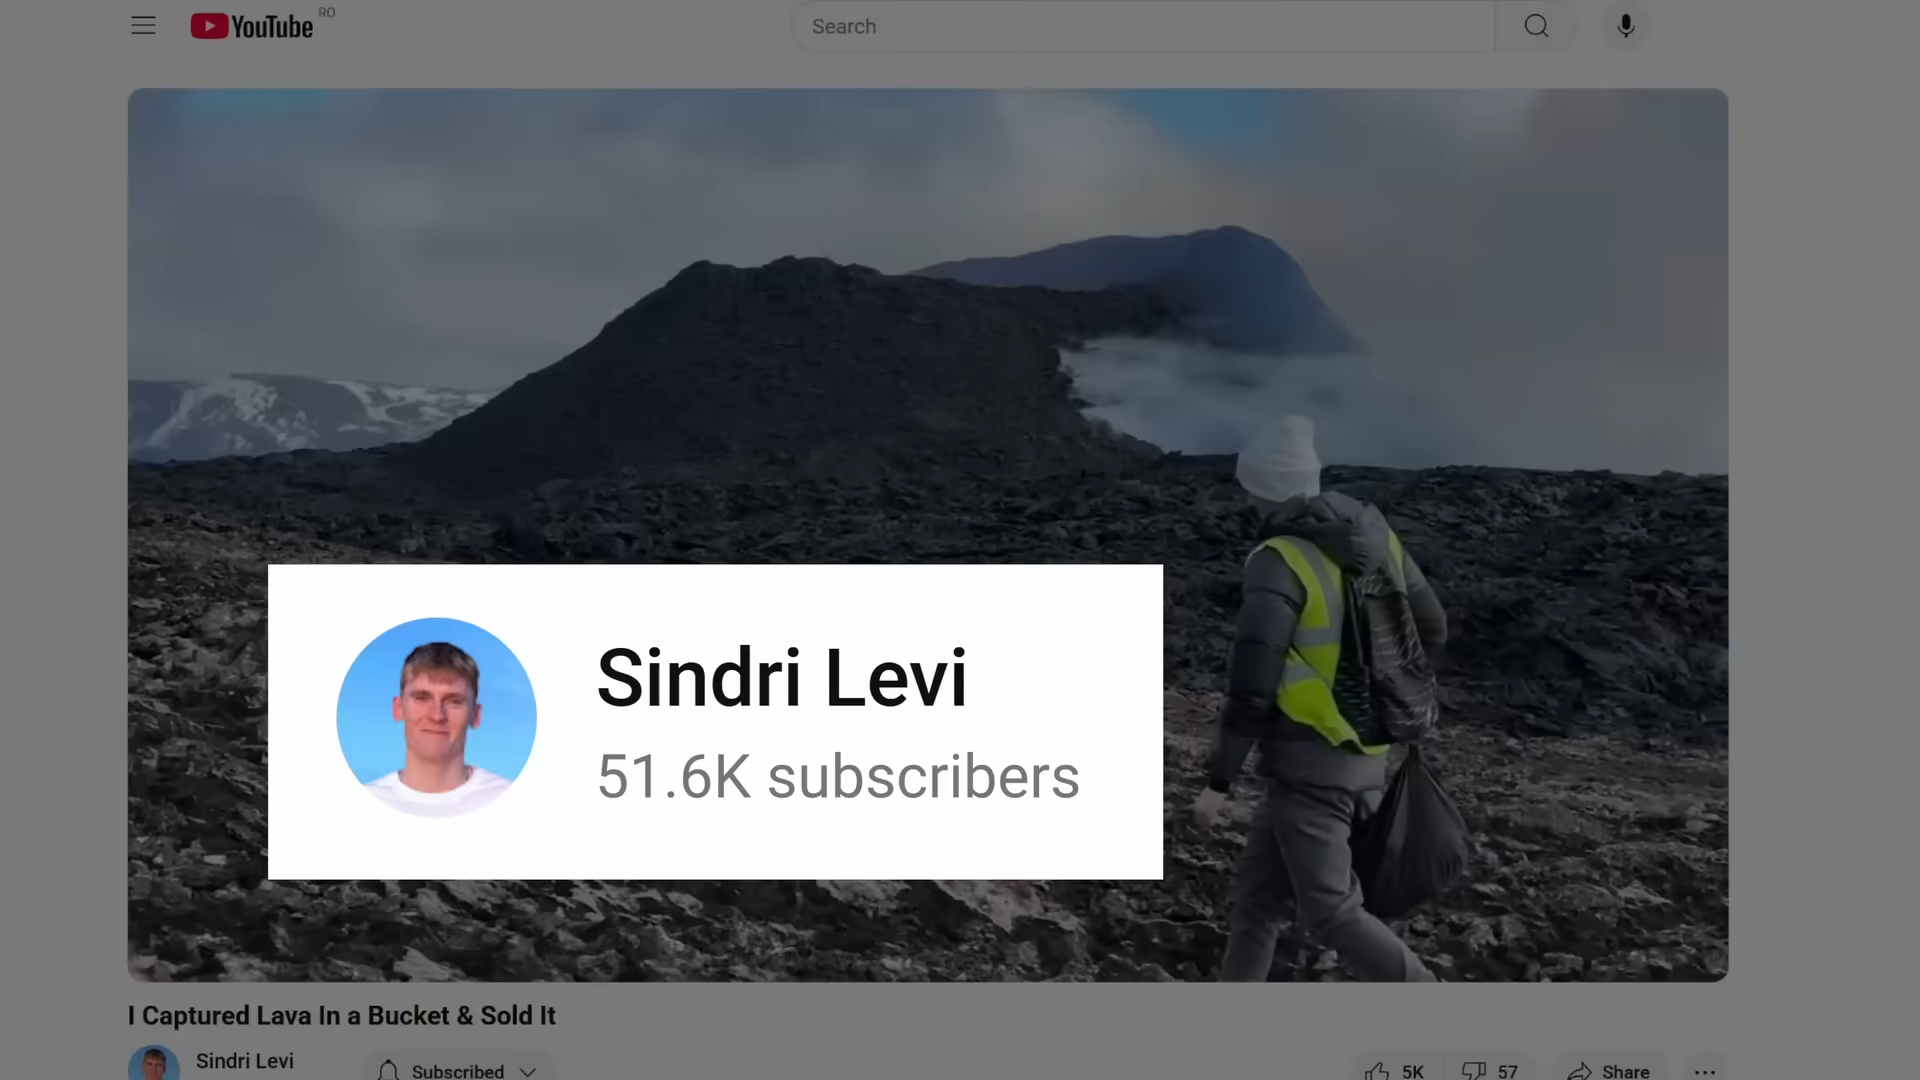 YouTube RO
Search
Sindri Levi
51.6K subscribers
I Captured Lava In a Bucket & Sold It
Sindri Levi
Subscribed
5K
57
Share